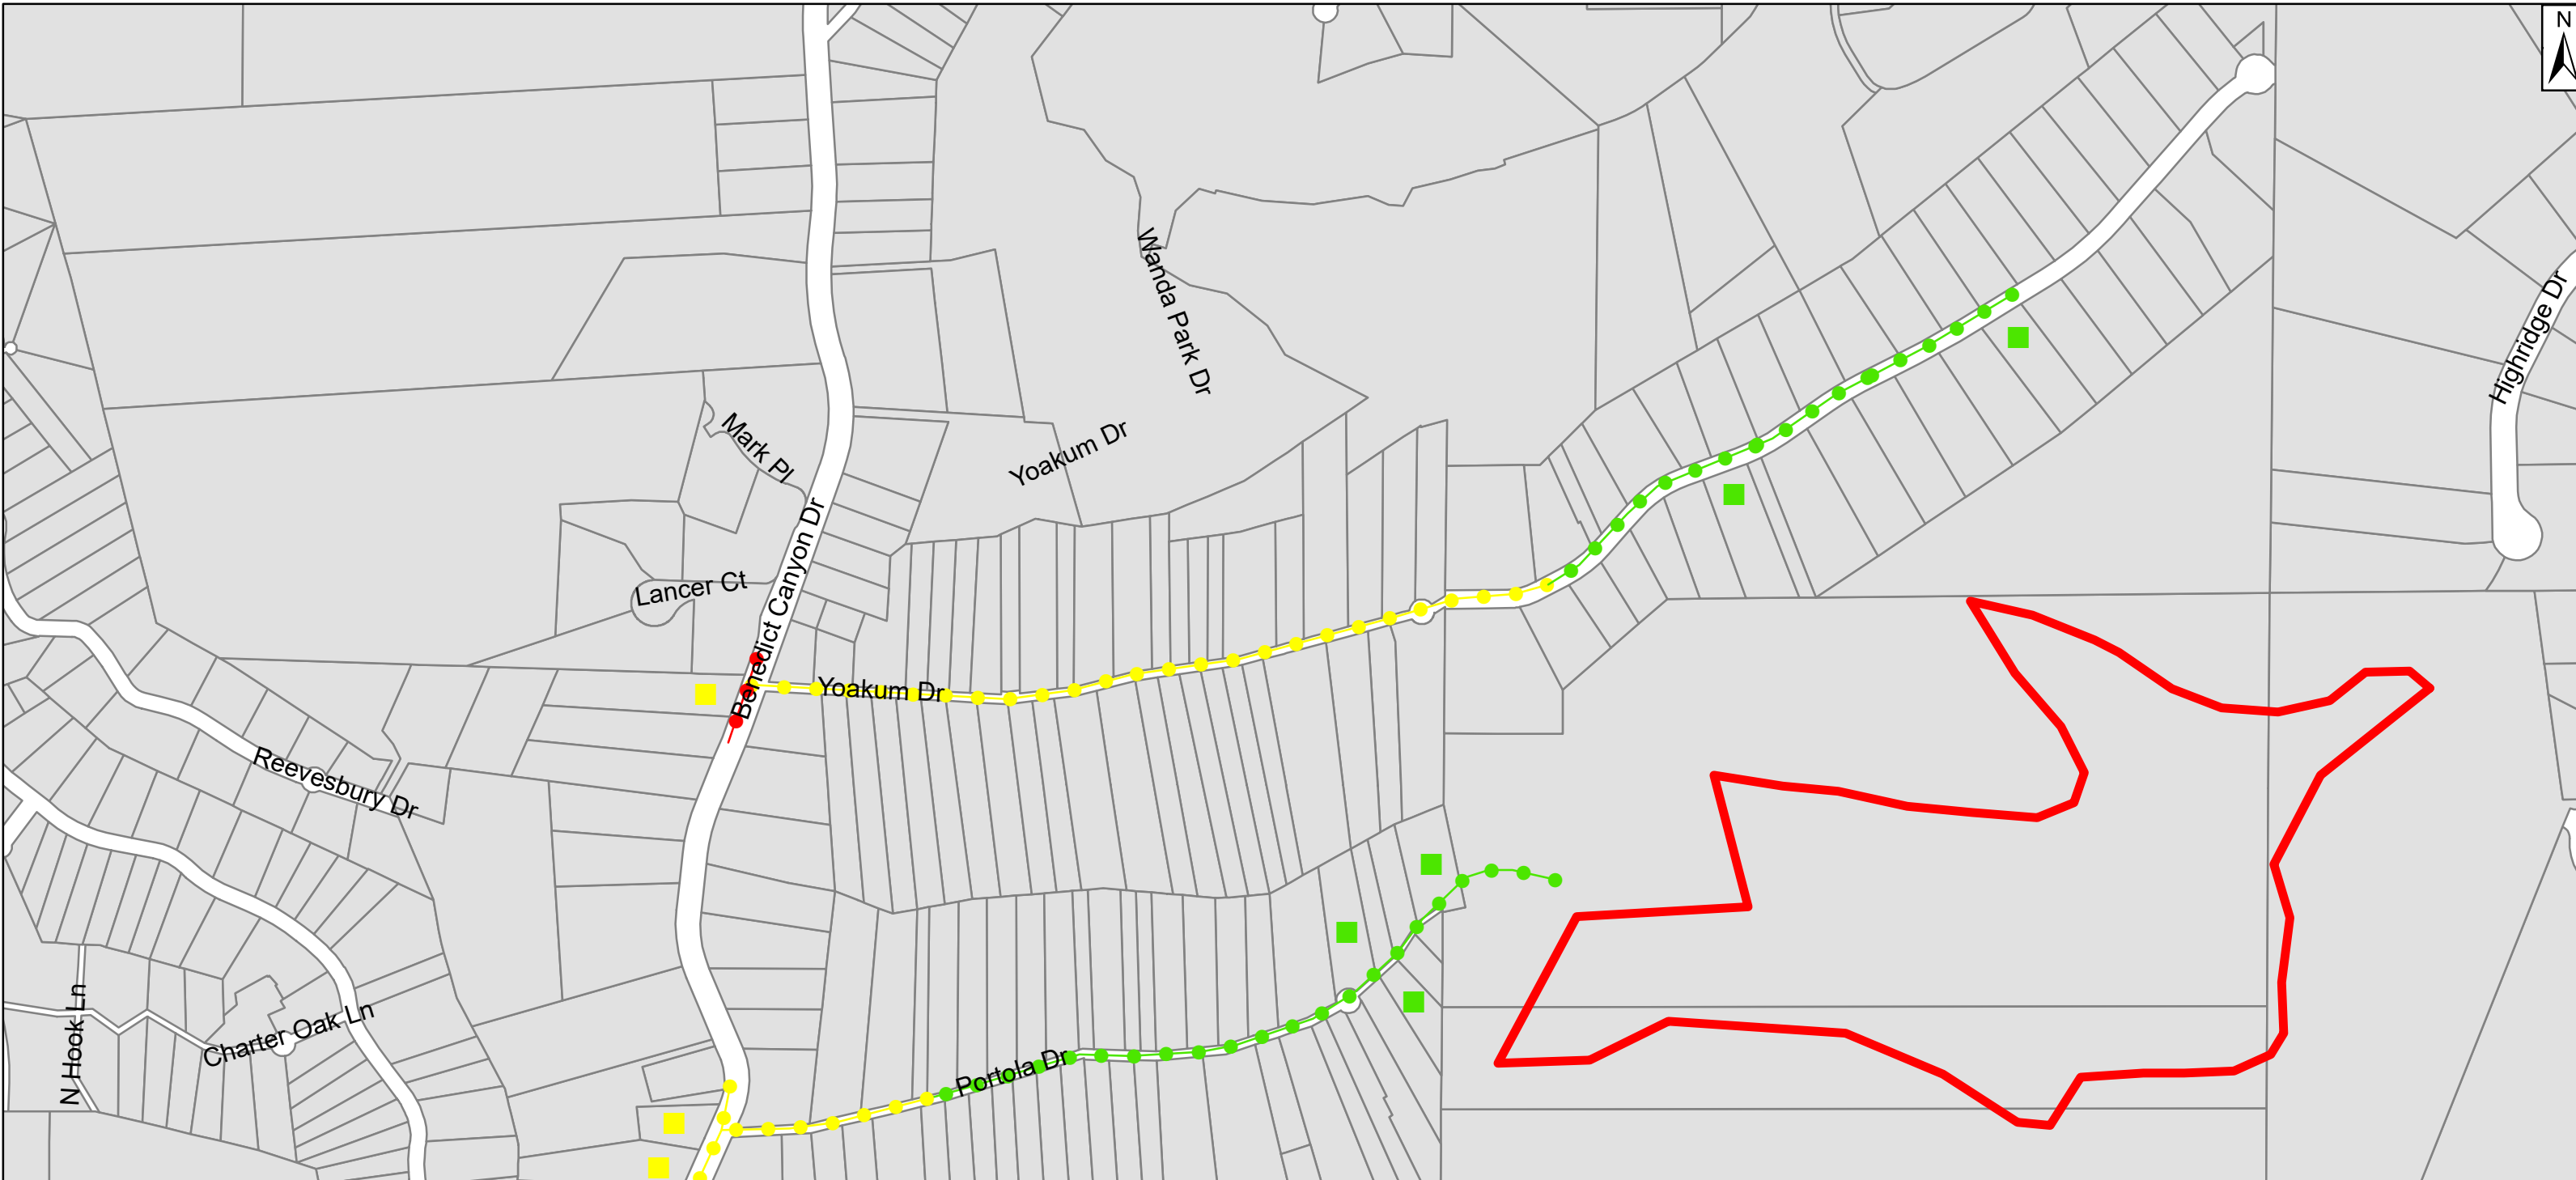 N
Wanda Park Dr
Highridge Dr
Mark Pl
Yoakum Dr
Benedict Canyon Dr
Lancer Ct
Yoakum Dr
Reevesbury Dr
N Hook Ln
Charter Oak Ln
Portola Dr